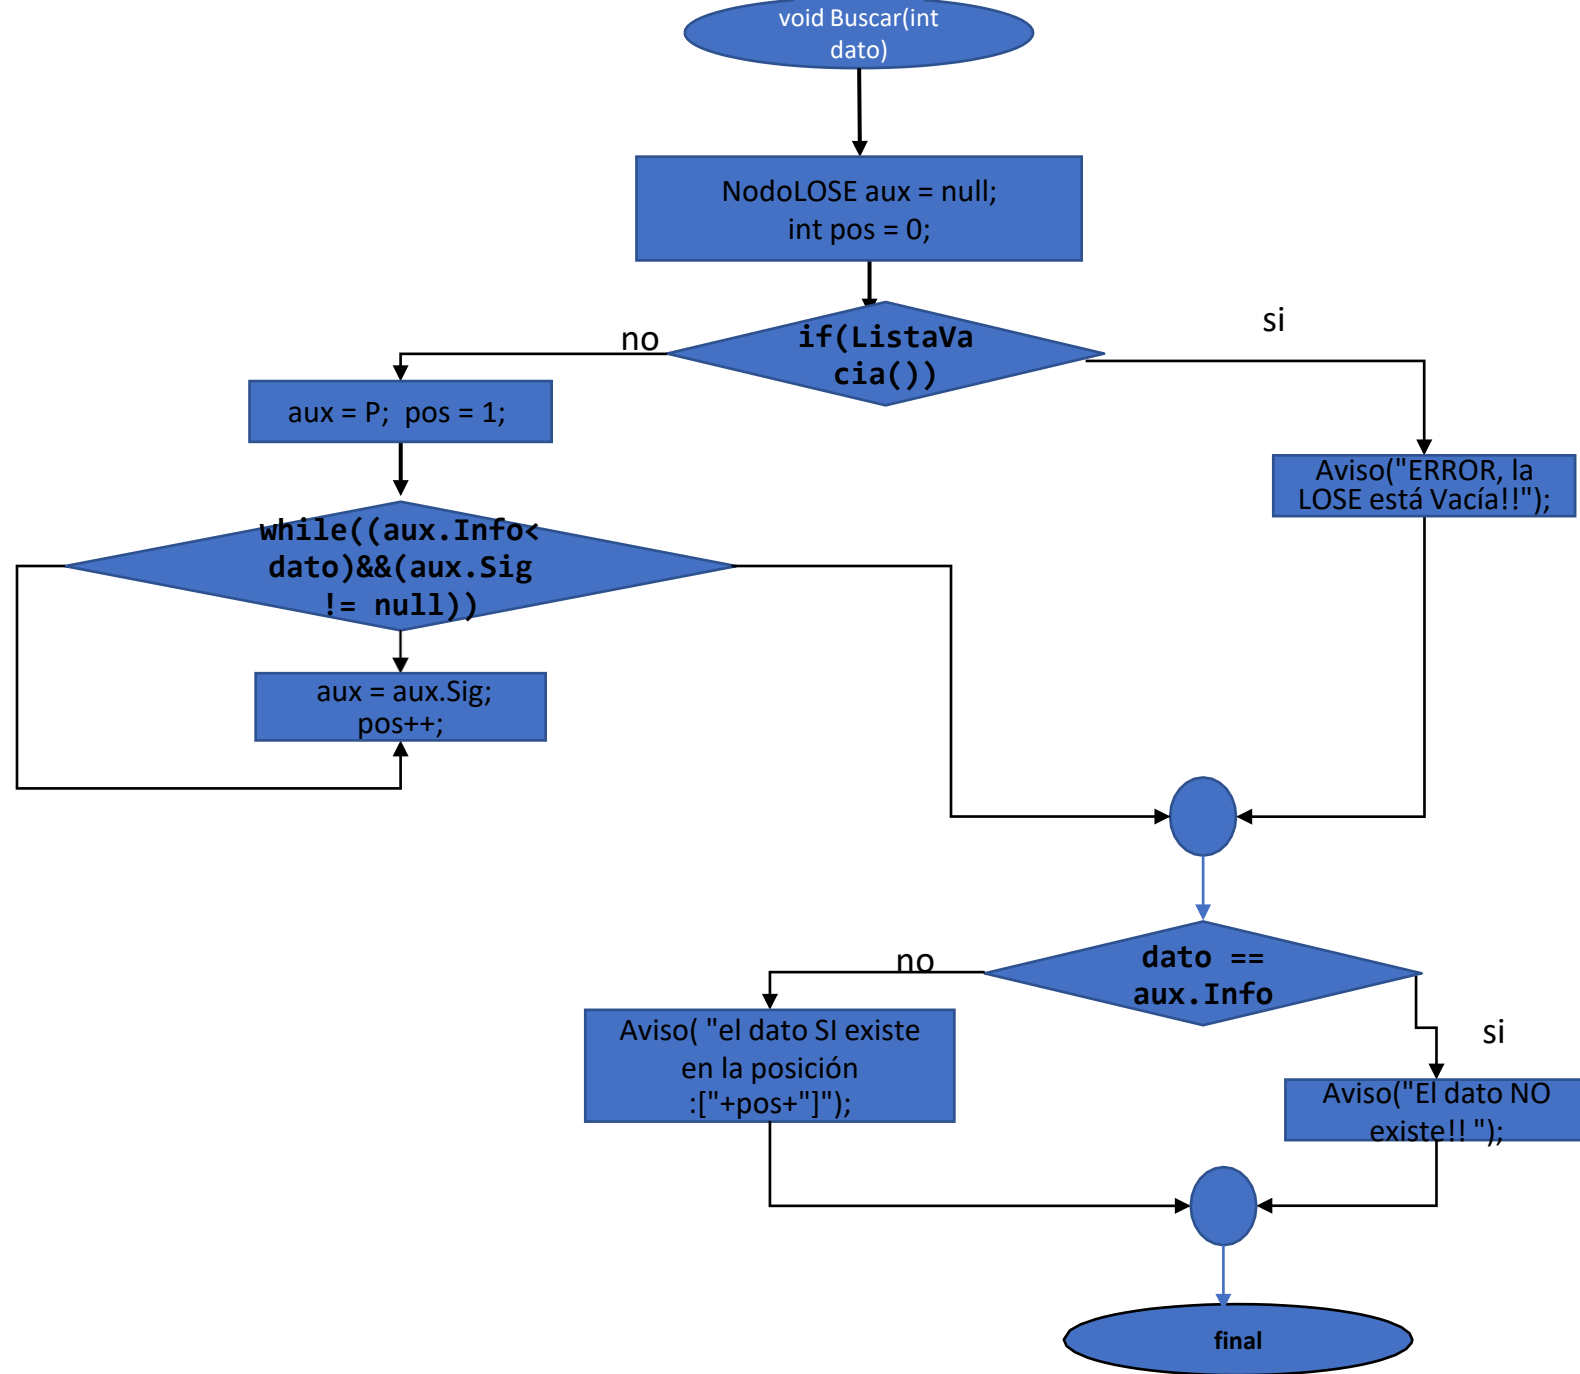 void Buscar(int
dato)
NodoLOSE aux = null;
int pos = 0;
if(ListaVa
cia())
no
si
aux = P;  pos = 1;
Aviso("ERROR, la
LOSE está Vacía!!");
while((aux.Info<
dato)&&(aux.Sig
!= null))
aux = aux.Sig;
pos++;
dato ==
aux.Info
no
si
Aviso( "el dato SI existe
en la posición
:["+pos+"]");
Aviso("El dato NO
existe!! ");
final